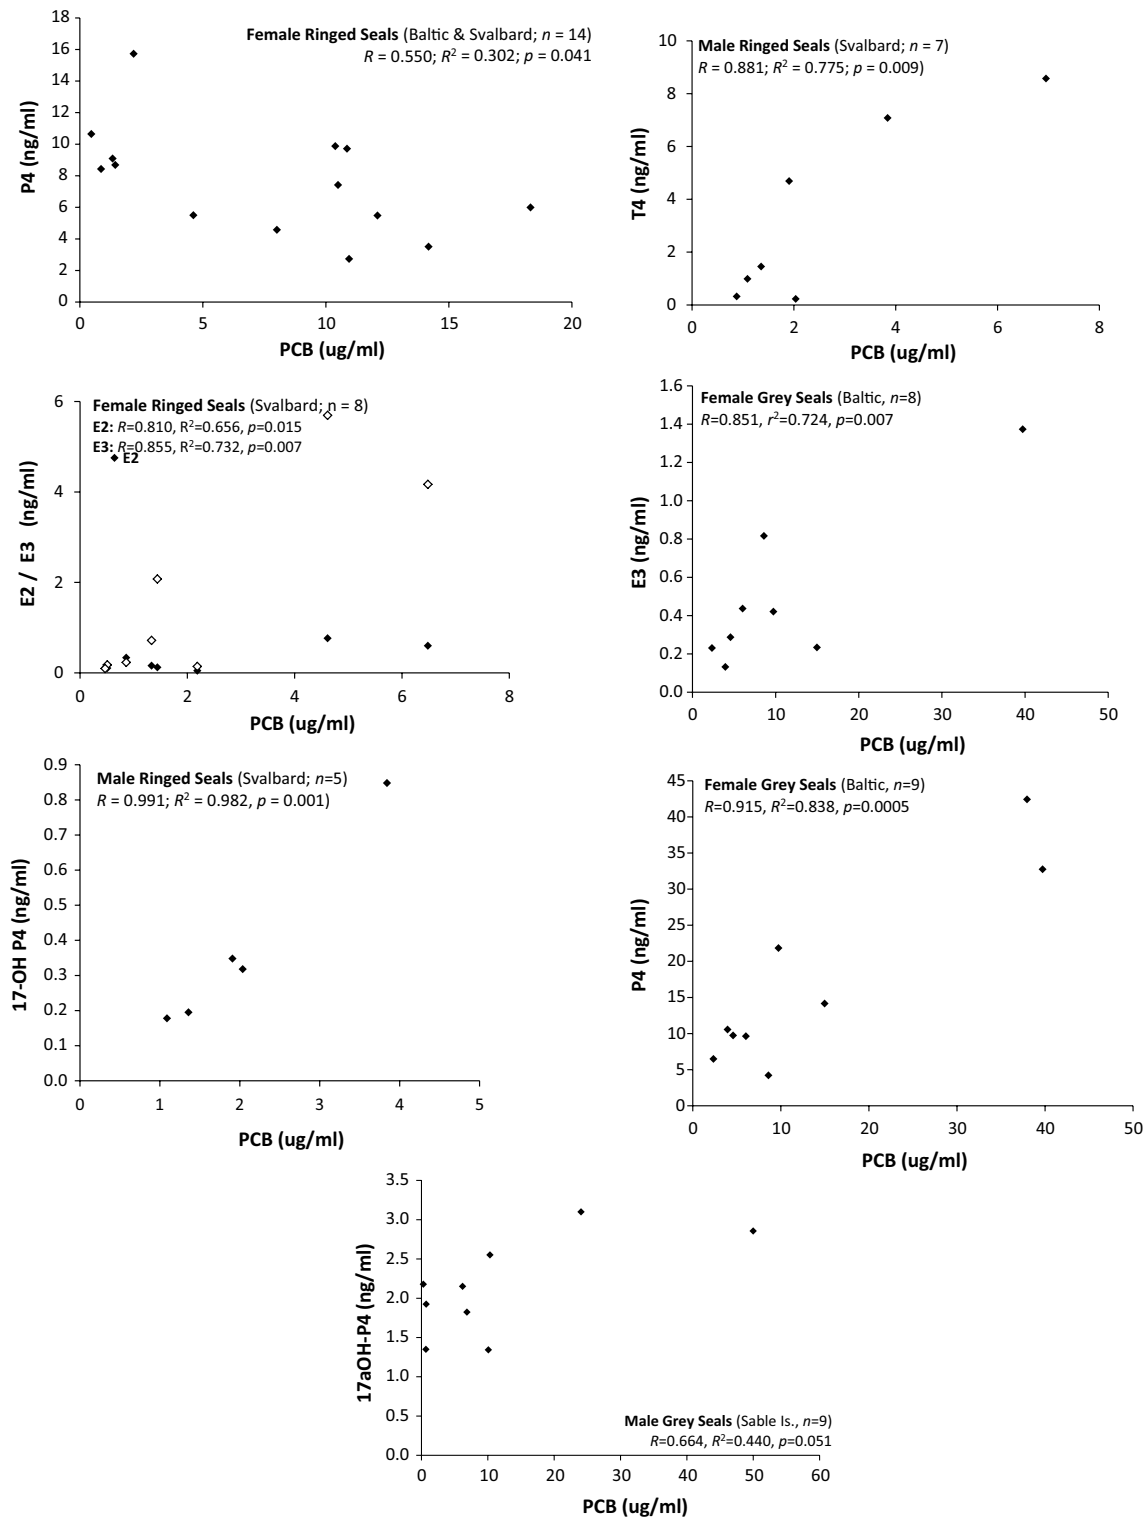 Female Ringed Seals (Baltic & Svalbard; n = 14)
R = 0.550; R² = 0.302; p = 0.041
18
16
14
12
10
8
6
4
2
0
P4 (ng/ml)
0 5 10 15 20
PCB (ug/ml)
Male Ringed Seals (Svalbard; n = 7)
R = 0.881; R² = 0.775; p = 0.009)
10
8
6
4
2
0
T4 (ng/ml)
0 2 4 6 8
PCB (ug/ml)
Female Ringed Seals (Svalbard; n = 8)
E2: R=0.810, R²=0.656, p=0.015
E3: R=0.855, R²=0.732, p=0.007
E2
6
4
2
0
E2 / E3 (ng/ml)
0 2 4 6 8
PCB (ug/ml)
Female Grey Seals (Baltic, n=8)
R=0.851, r²=0.724, p=0.007
1.6
1.4
1.2
1.0
0.8
0.6
0.4
0.2
0.0
E3 (ng/ml)
0 10 20 30 40 50
PCB (ug/ml)
Male Ringed Seals (Svalbard; n=5)
R = 0.991; R² = 0.982, p = 0.001)
0.9
0.8
0.7
0.6
0.5
0.4
0.3
0.2
0.1
0.0
17-OH P4 (ng/ml)
0 1 2 3 4 5
PCB (ug/ml)
Female Grey Seals (Baltic, n=9)
R=0.915, R²=0.838, p=0.0005
45
40
35
30
25
20
15
10
5
0
P4 (ng/ml)
0 10 20 30 40 50
PCB (ug/ml)
3.5
3.0
2.5
2.0
1.5
1.0
0.5
0.0
17aOH-P4 (ng/ml)
Male Grey Seals (Sable Is., n=9)
R=0.664, R²=0.440, p=0.051
0 10 20 30 40 50 60
PCB (ug/ml)